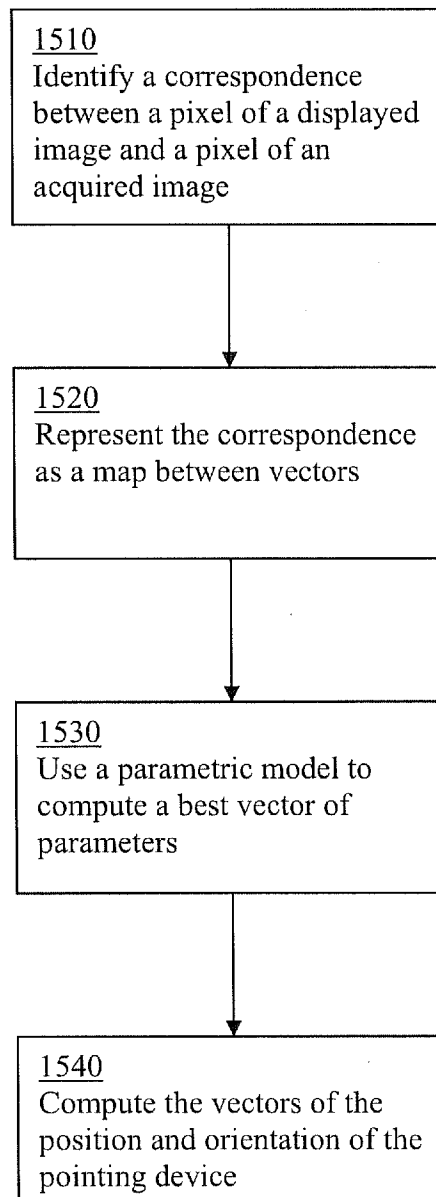 1510
Identify a correspondence
between a pixel of a displayed
image and a pixel of an
acquired image
1520
Represent the correspondence
as a map between vectors
1530
Use a parametric model to
compute a best vector of
parameters
1540
Compute the vectors of the
position and orientation of the
pointing device